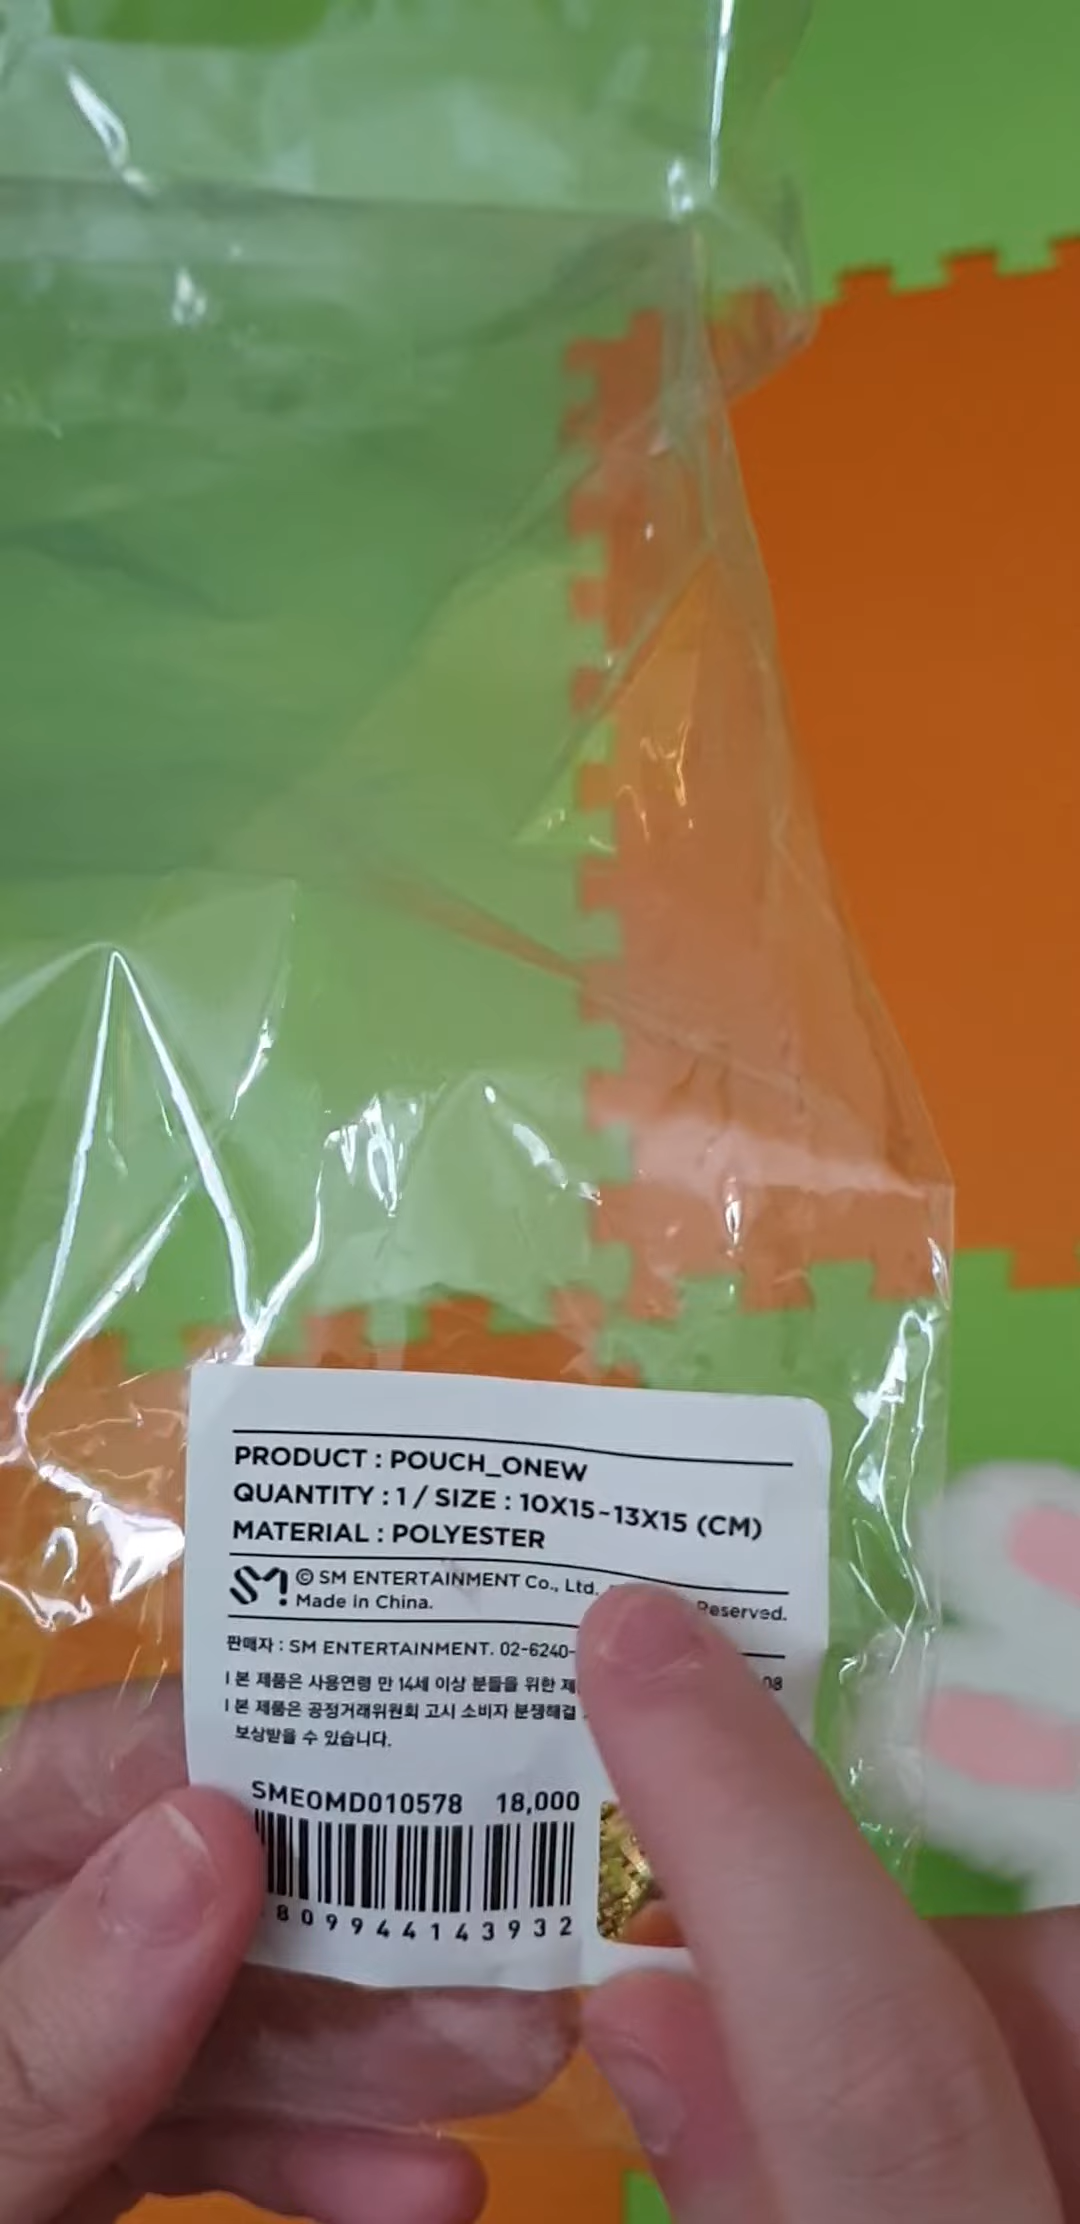 PRODUCT : POUCH_ONEW
QUANTITY : 1 / SIZE : 10X15~13X15 (CM)
MATERIAL : POLYESTER
SM © SM ENTERTAINMENT Co., Ltd. Reserved.
Made in China.
판매자 : SM ENTERTAINMENT. 02-6240-
l 본 제품은 사용연령 만 14세 이상 분들을 위한 08
l 본 제품은 공정거래위원회 고시 소비자 분쟁해결
보상받을 수 있습니다.
SMEOMD010578 18,000
809944143932